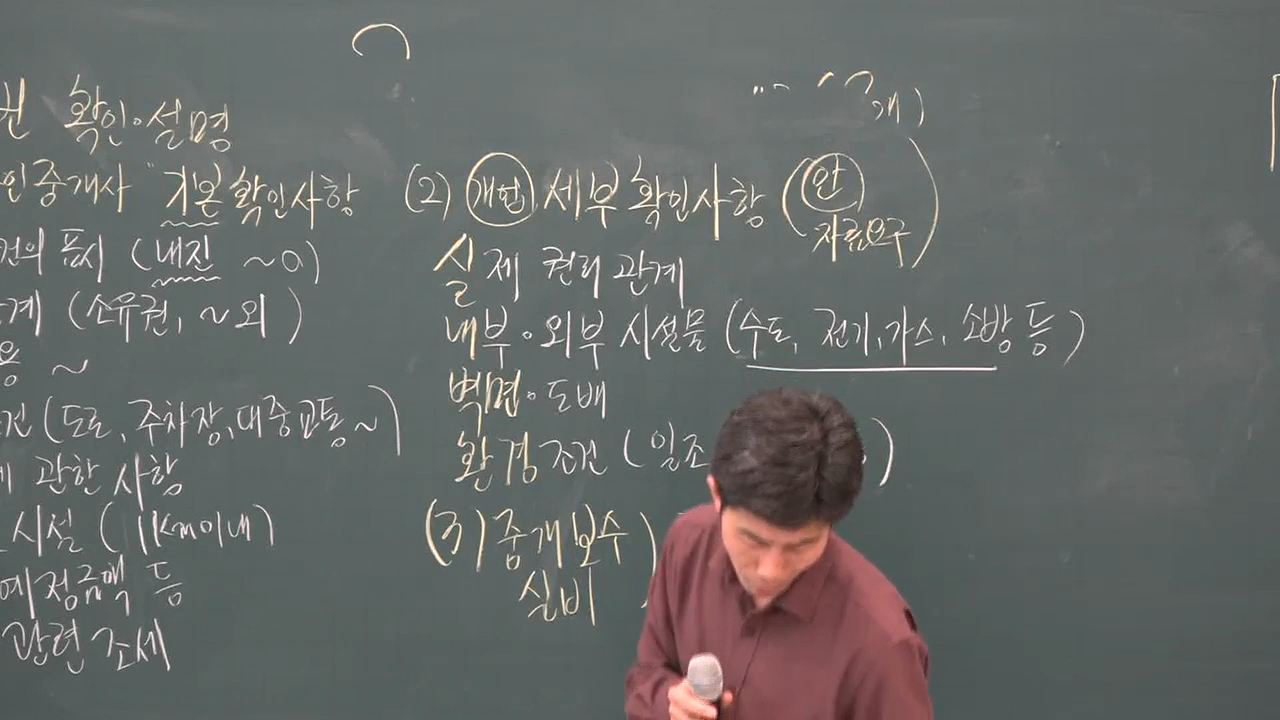 확인·설명
인중개사 "기본 확인사항
건의 표시 (내진 ~ 0)
계 (소유권, ~ 외)
용 ~
건 (도로, 주차장, 대중교통 ~)
관한 사항
시설 (1Km이내)
예정금액 등
관련 조세
개)
(2) 개업 세부 확인사항 (안
자료요구)
실제 권리관계
내부·외부 시설물 (수도, 전기, 가스, 소방 등)
벽면·도배
환경조건 (일조 )
(3) 중개보수
실비